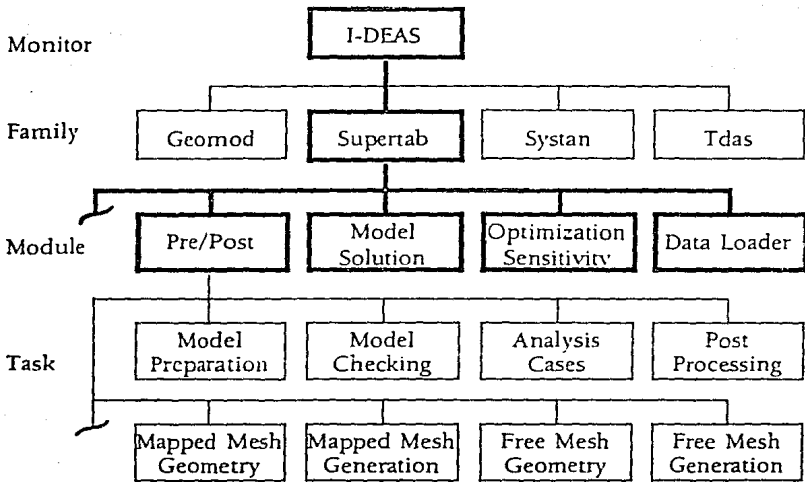 Monitor
I-DEAS
Family
Geomod
Supertab
Systan
Tdas
Module
Pre/Post
Model
Solution
Optimization
Sensitivity
Data Loader
Task
Model
Preparation
Model
Checking
Analysis
Cases
Post
Processing
Mapped Mesh
Geometry
Mapped Mesh
Generation
Free Mesh
Geometry
Free Mesh
Generation